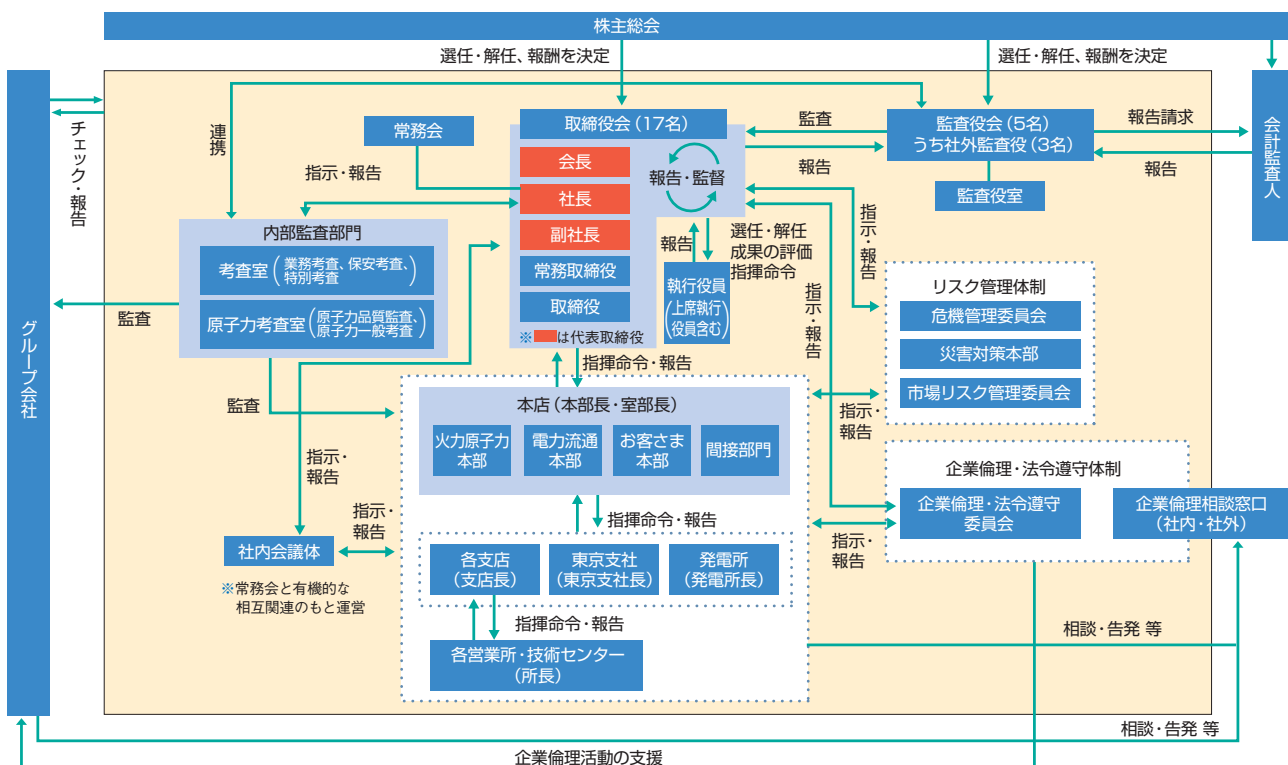 株主総会
選任・解任、報酬を決定
選任・解任、報酬を決定
グループ会社
チェック・報告
連携
常務会
指示・報告
取締役会(17名)
会長
社長
副社長
常務取締役
取締役
※ は代表取締役
報告・監督
監査
報告
監査役会(5名)
うち社外監査役(3名)
監査役室
報告請求
報告
会計監査人
内部監査部門
考査室(業務考査、保安考査、
特別考査)
原子力考査室(原子力品質監査、
原子力一般考査)
監査
監査
報告
選任・解任
成果の評価
指揮命令
執行役員
(上席執行
役員含む)
指示・報告
指示・報告
リスク管理体制
危機管理委員会
災害対策本部
市場リスク管理委員会
指揮命令・報告
本店(本部長・室部長)
火力原子力
本部
電力流通
本部
お客さま
本部
間接部門
指示・
報告
指示・
報告
指示・
報告
社内会議体
※常務会と有機的な
相互関連のもと運営
指揮命令・報告
各支店
(支店長)
東京支社
(東京支社長)
発電所
(発電所長)
指揮命令・報告
各営業所・技術センター
(所長)
企業倫理・法令遵守体制
企業倫理・法令遵守
委員会
企業倫理相談窓口
(社内・社外)
指示・
報告
相談・告発 等
相談・告発 等
企業倫理活動の支援